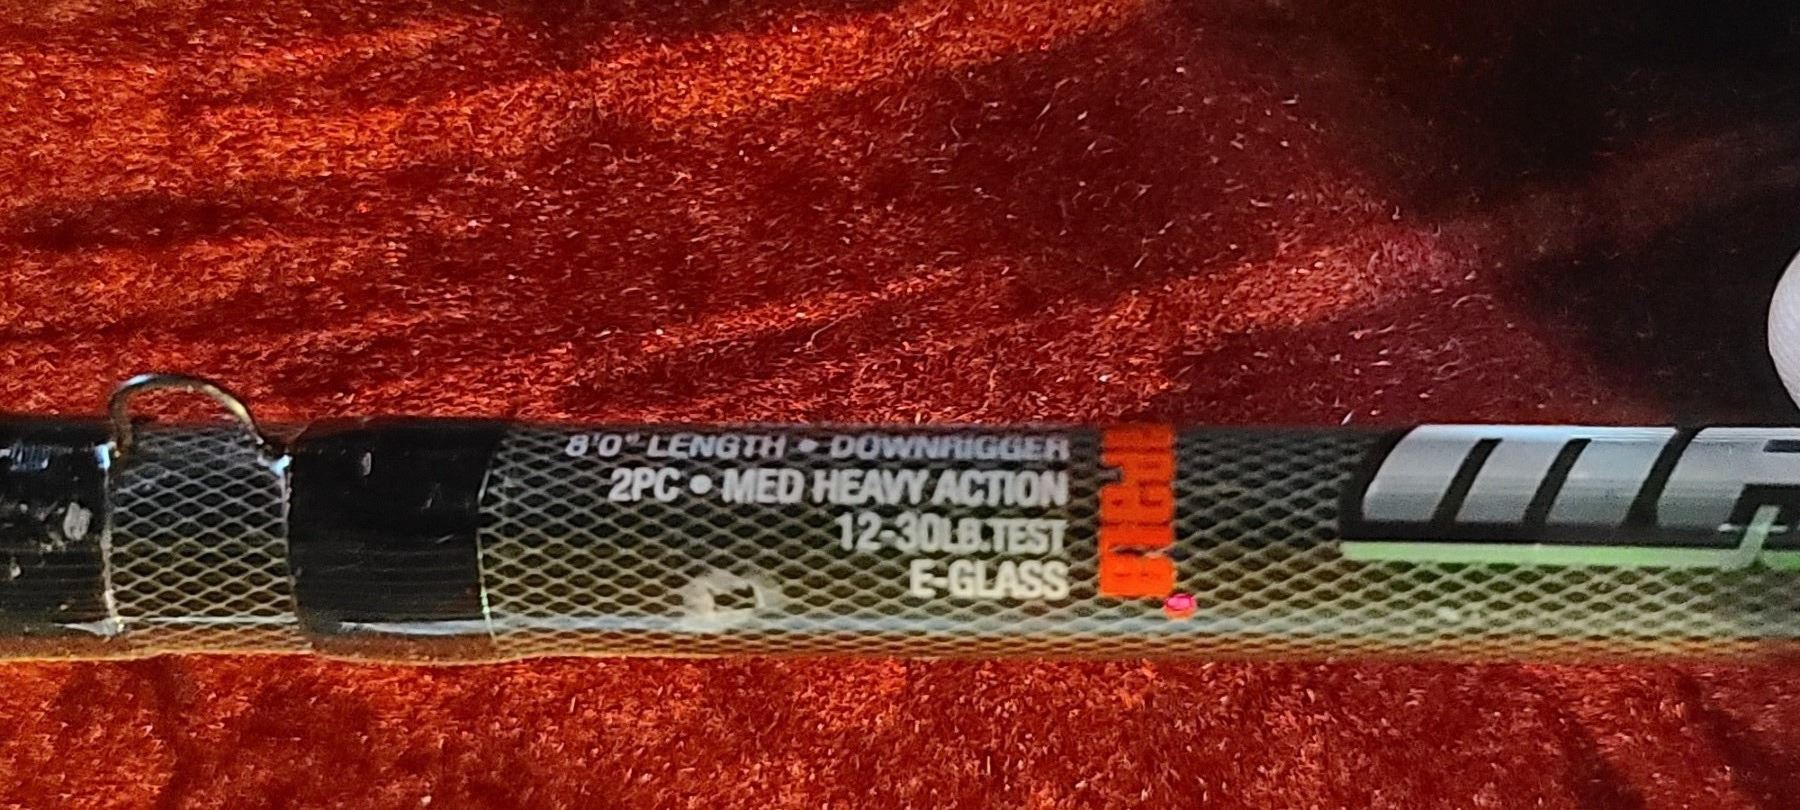 8'0" LENGTH • DOWNRIGGER
2PC • MED HEAVY ACTION
12-30LB.TEST
E-GLASS